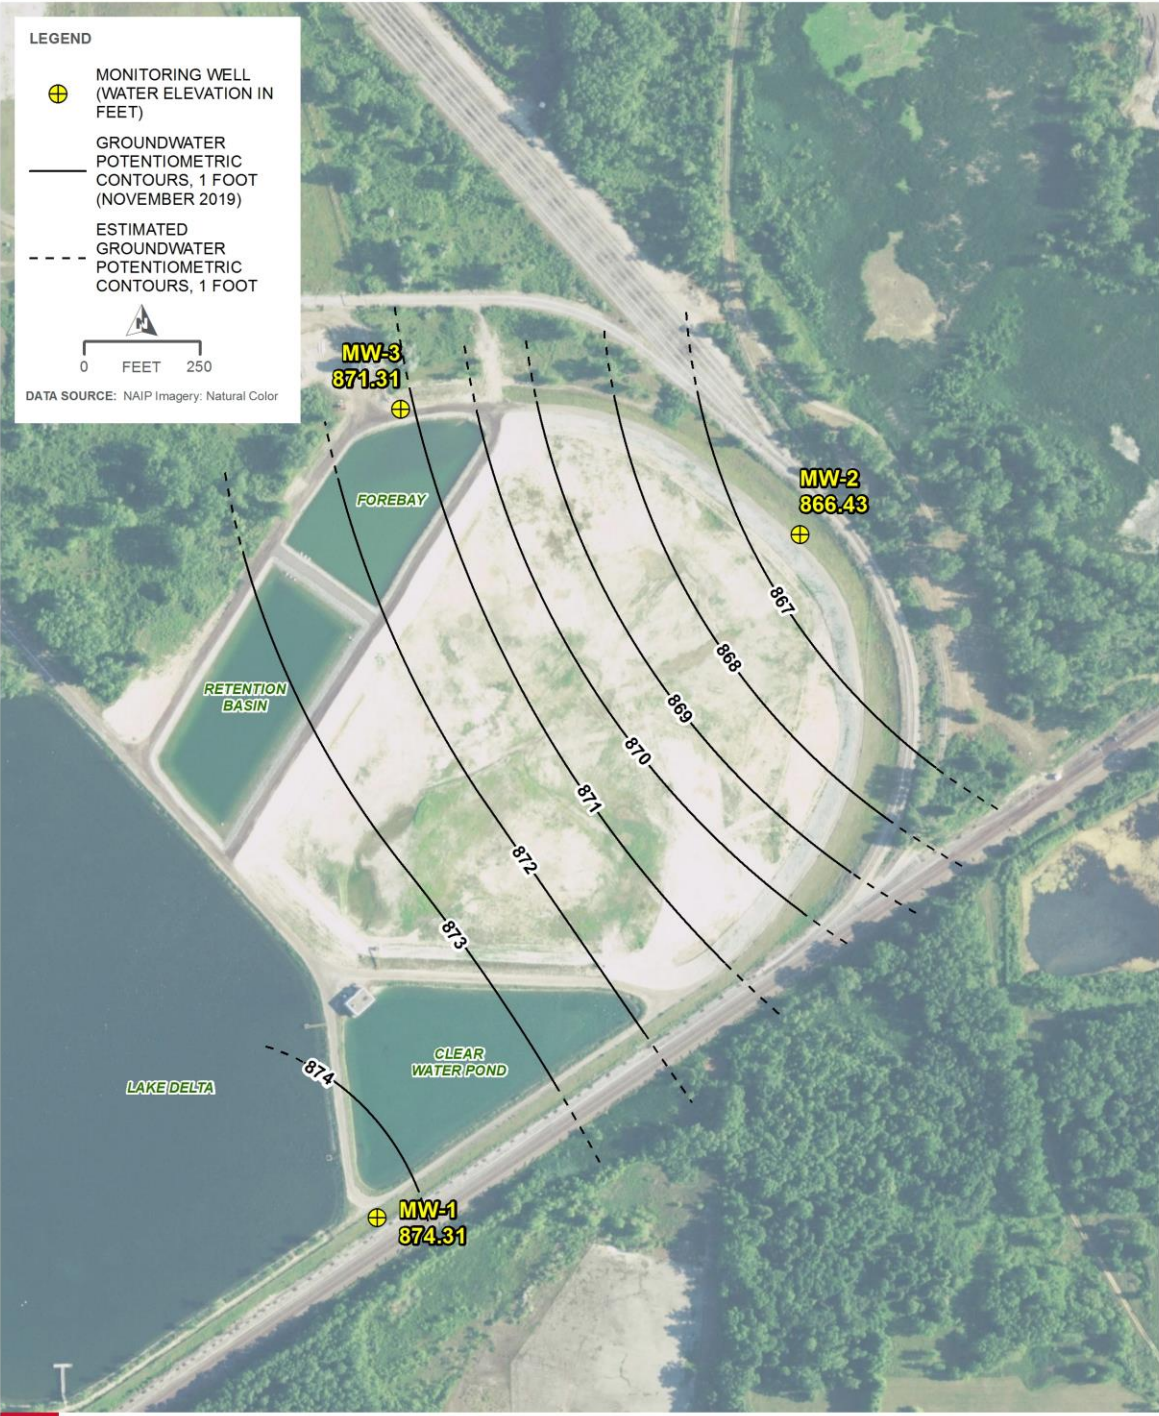 LEGEND
MONITORING WELL
(WATER ELEVATION IN
FEET)
GROUNDWATER
POTENTIOMETRIC
CONTOURS, 1 FOOT
(NOVEMBER 2019)
ESTIMATED
GROUNDWATER
POTENTIOMETRIC
CONTOURS, 1 FOOT
N
0 FEET 250
DATA SOURCE: NAIP Imagery: Natural Color
MW-3
871.31
MW-2
866.43
FOREBAY
867
868
RETENTION
BASIN
869
870
871
872
873
CLEAR
WATER POND
874
LAKE DELTA
MW-1
874.31